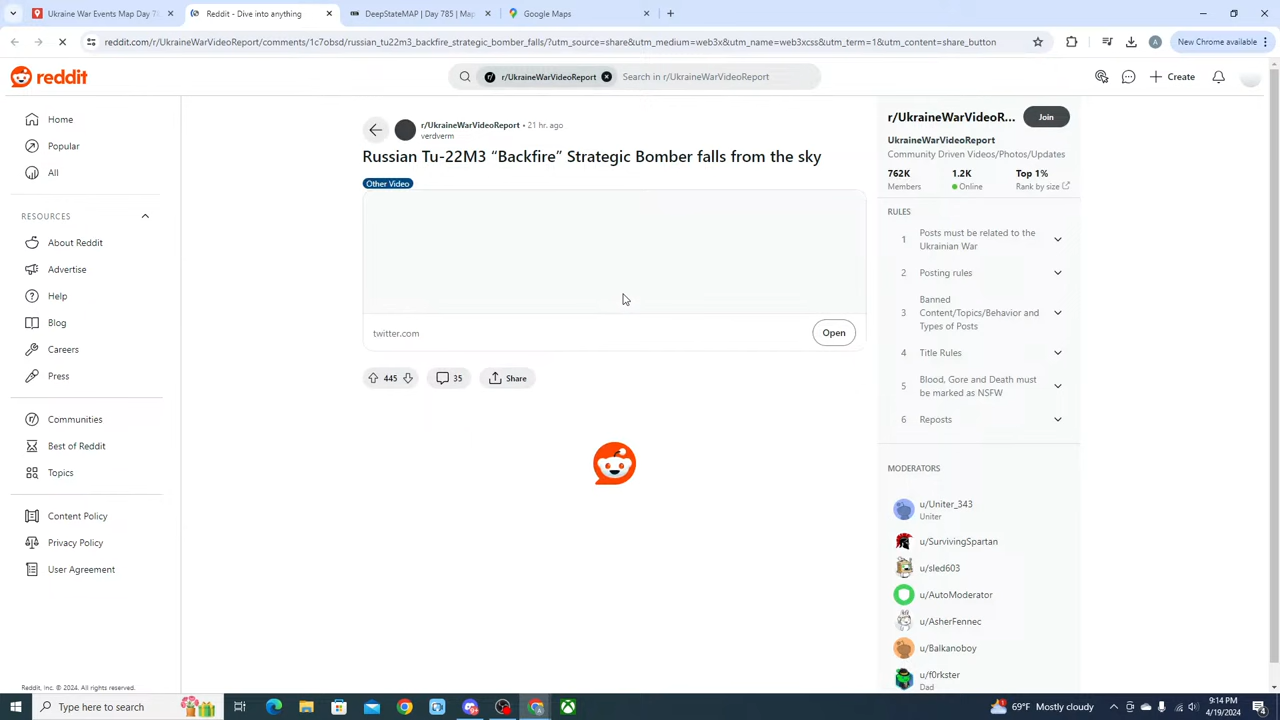 Ukraine War Events Map Day 78
Reddit - Dive into anything
DeepStateMAP | Day 785 | Map
Google Maps
reddit.com/r/UkraineWarVideoReport/comments/1c7obsd/russian_tu22m3_backfire_strategic_bomber_falls/?utm_source=share&utm_medium=web3x&utm_name=web3xcss&utm_term=1&utm_content=share_button
A
New Chrome available
reddit
r/UkraineWarVideoReport
Search in r/UkraineWarVideoReport
Create
Home
Popular
All
RESOURCES
About Reddit
Advertise
Help
Blog
Careers
Press
Communities
Best of Reddit
Topics
Content Policy
Privacy Policy
User Agreement
Reddit, Inc. © 2024. All rights reserved.
r/UkraineWarVideoReport • 21 hr. ago
verdverm
Russian Tu-22M3 “Backfire” Strategic Bomber falls from the sky
Other Video
twitter.com
Open
445
35
Share
r/UkraineWarVideoR...
Join
UkraineWarVideoReport
Community Driven Videos/Photos/Updates
762K 1.2K Top 1%
Members Online Rank by size
RULES
1 Posts must be related to the
Ukrainian War
2 Posting rules
3 Banned
Content/Topics/Behavior and
Types of Posts
4 Title Rules
5 Blood, Gore and Death must
be marked as NSFW
6 Reposts
MODERATORS
u/Uniter_343
Uniter
u/SurvivingSpartan
u/sled603
u/AutoModerator
u/AsherFennec
u/Balkanoboy
u/f0rkster
Dad
Type here to search
69°F Mostly cloudy
9:14 PM
4/19/2024